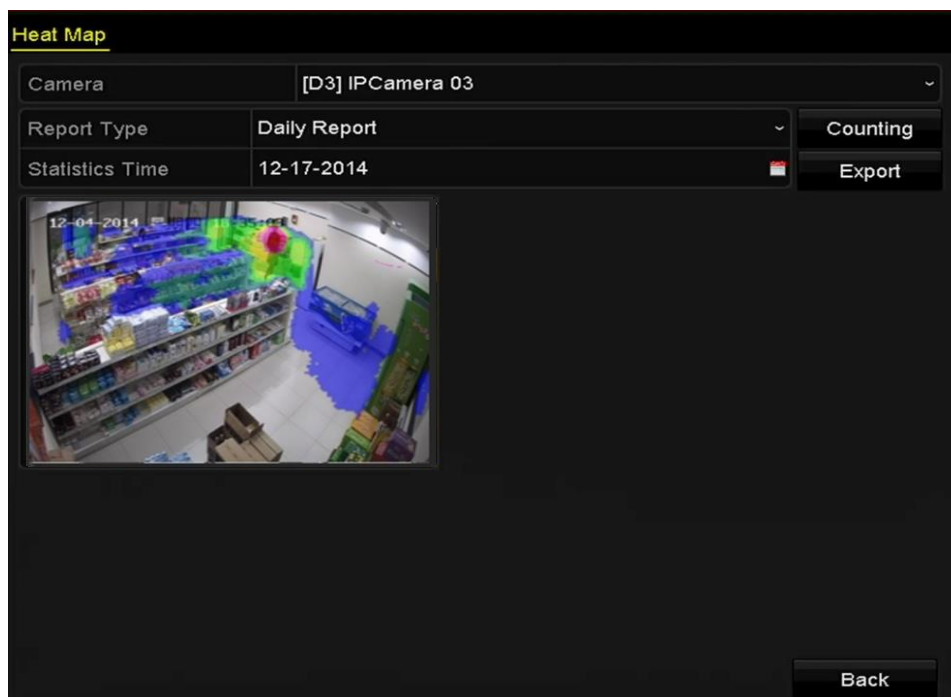 Heat Map
Camera [D3] IPCamera 03
Report Type Daily Report Counting
Statistics Time 12-17-2014 Export
12-04-2014
Back